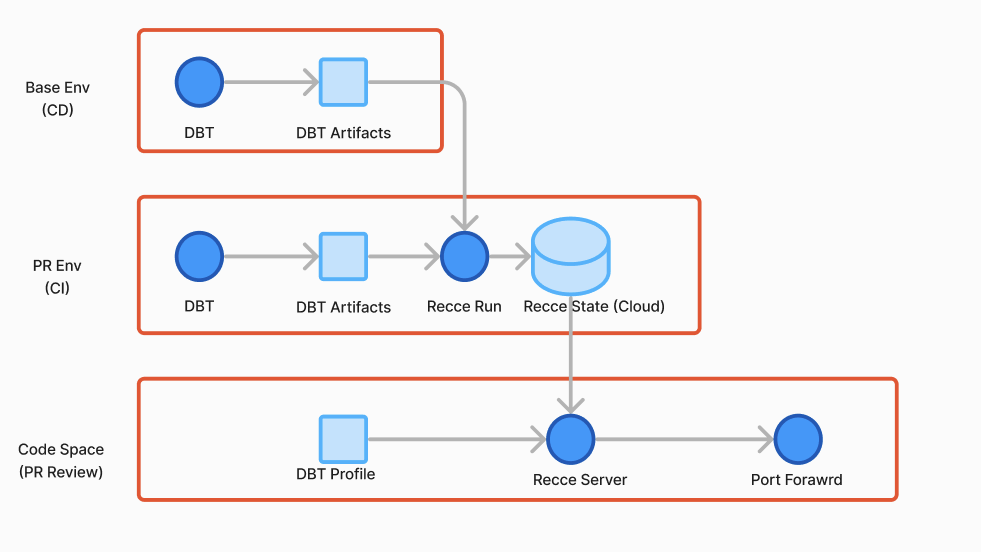 Base Env
(CD)
DBT
DBT Artifacts
PR Env
(CI)
DBT
DBT Artifacts
Recce Run
Recce State (Cloud)
Code Space
(PR Review)
DBT Profile
Recce Server
Port Forawrd